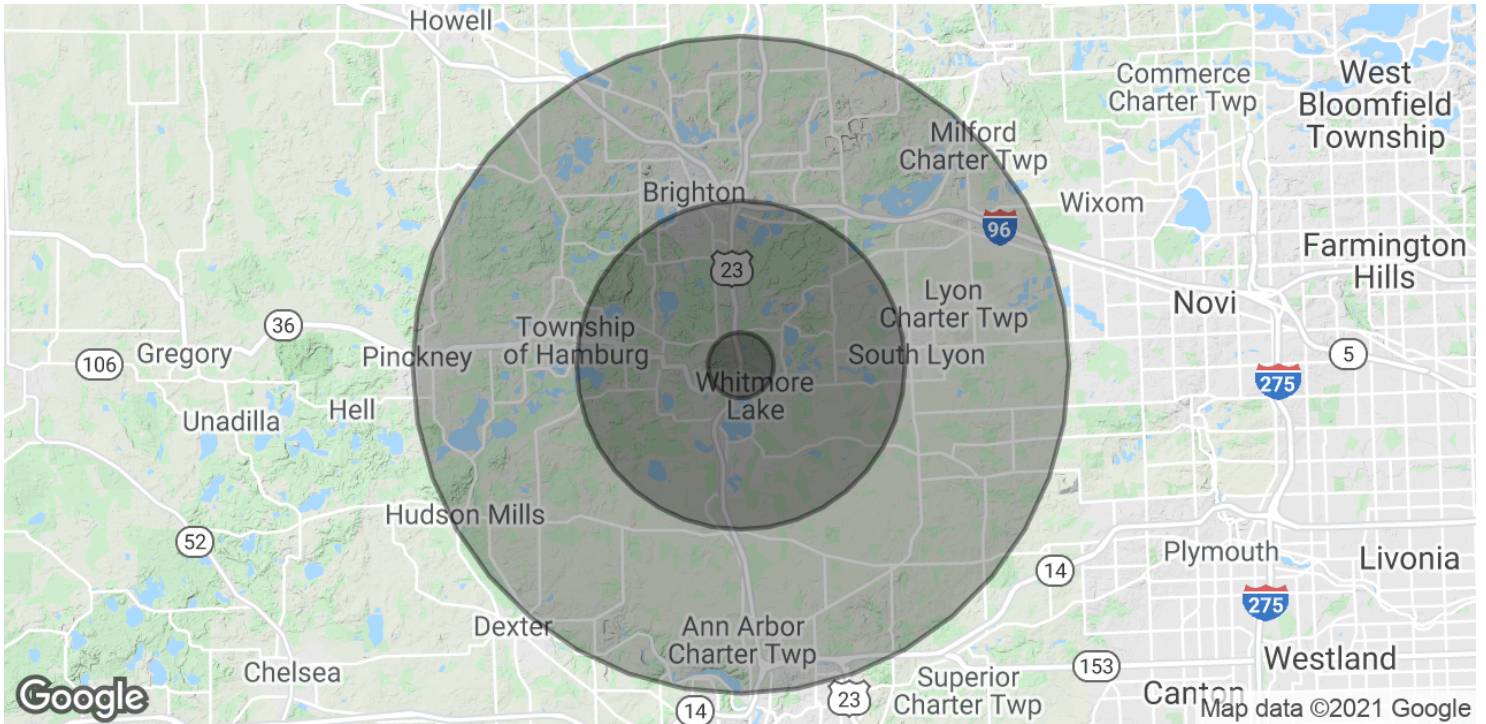 Howell
Commerce
Charter Twp
West
Bloomfield
Township
Milford
Charter Twp
Brighton
Wixom
96
Farmington
Hills
23
Novi
Lyon
Charter Twp
36
Township
of Hamburg
106
Gregory
Pinckney
South Lyon
5
Whitmore
Lake
275
Hell
Unadilla
Hudson Mills
52
Plymouth
Livonia
14
275
Dexter
Ann Arbor
Charter Twp
Chelsea
153
Westland
Superior
Charter Twp
Google
14
23
Canton
Map data ©2021 Google